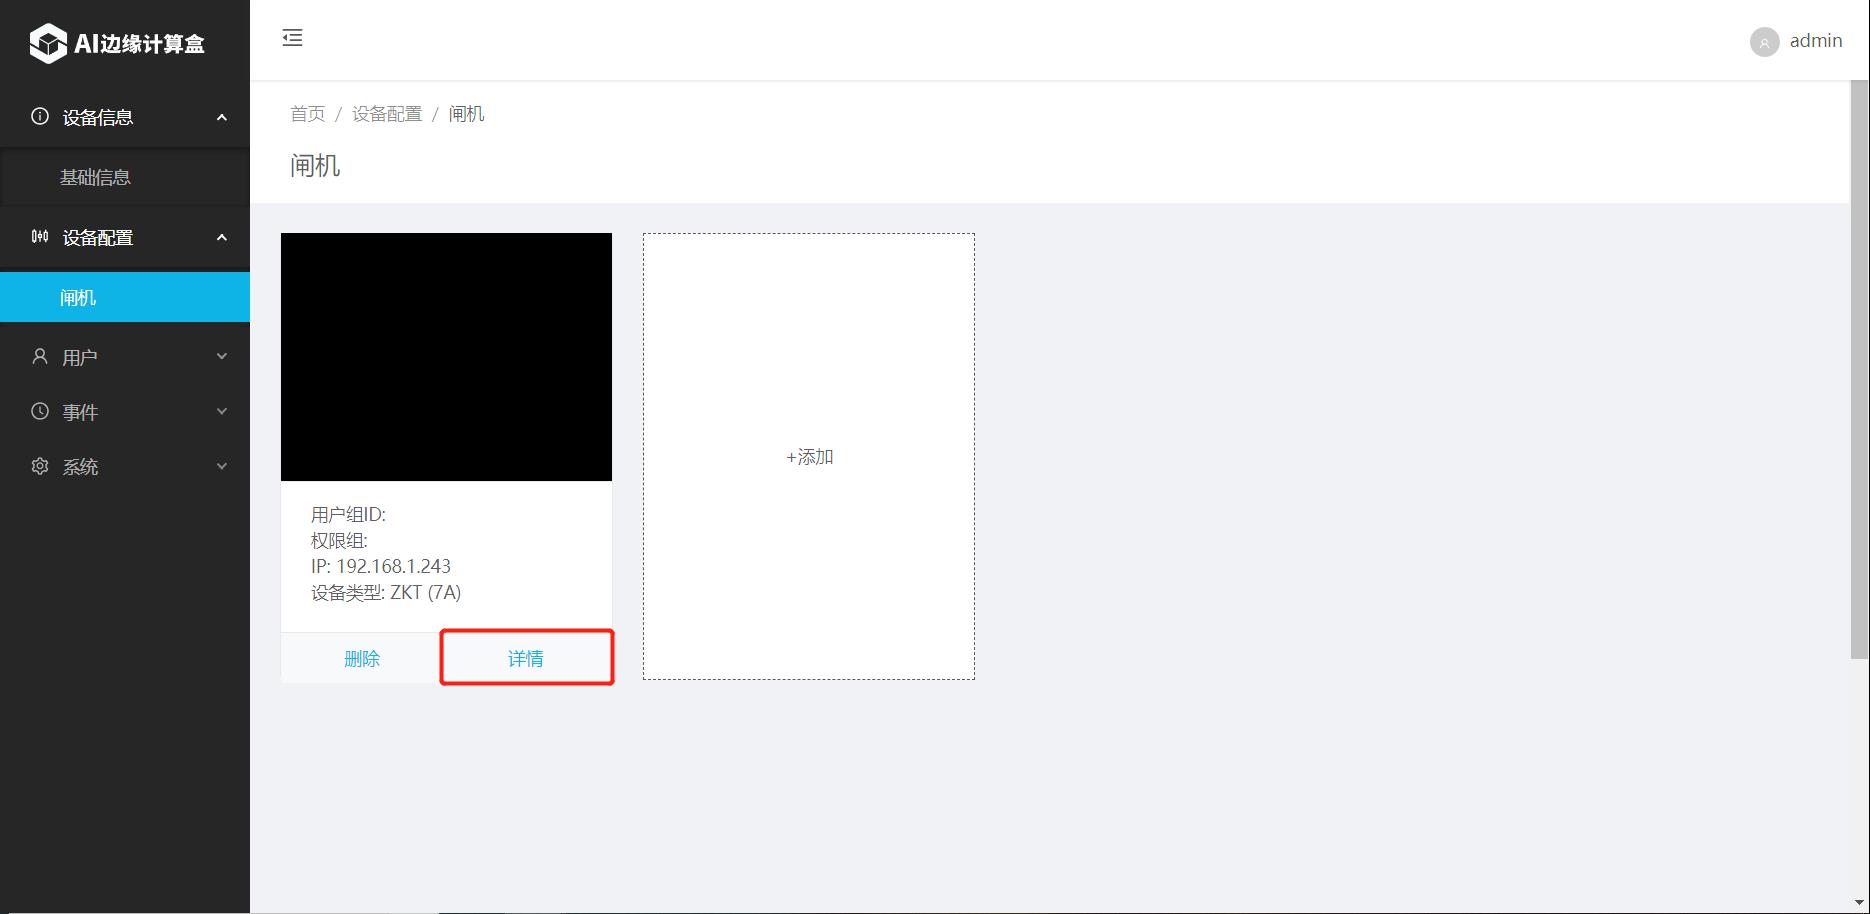 AI边缘计算盒
admin
设备信息
基础信息
设备配置
闸机
用户
事件
系统
首页 / 设备配置 / 闸机
闸机
用户组ID:
权限组:
IP: 192.168.1.243
设备类型: ZKT (7A)
删除
详情
+添加